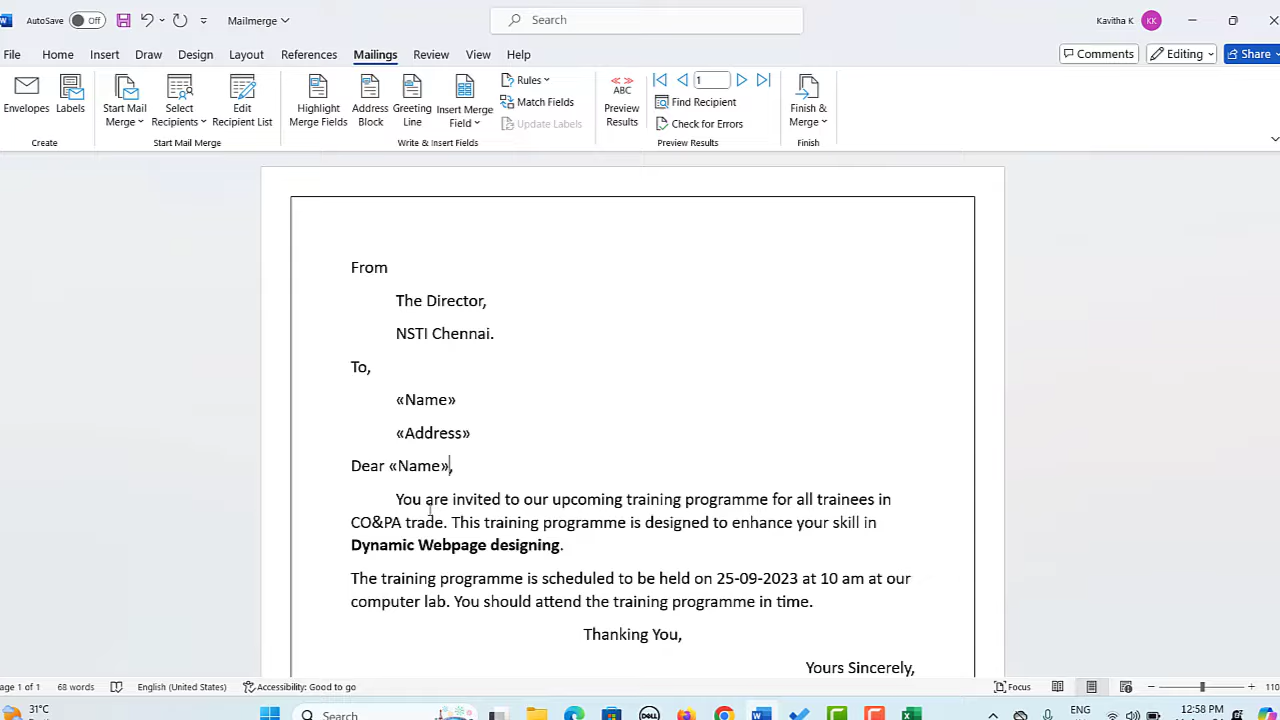 AutoSave Off Mailmerge Search Kavitha K KK
File Home Insert Draw Design Layout References Mailings Review View Help Comments Editing Share
Envelopes Labels Start Mail Merge Select Recipients Edit Recipient List Highlight Merge Fields Address Block Greeting Line Insert Merge Field Rules Match Fields Update Labels ABC Preview Results 1 Find Recipient Check for Errors Finish & Merge
Create Start Mail Merge Write & Insert Fields Preview Results Finish
From
The Director,
NSTI Chennai.
To,
«Name»
«Address»
Dear «Name»,
You are invited to our upcoming training programme for all trainees in
CO&PA trade. This training programme is designed to enhance your skill in
Dynamic Webpage designing.
The training programme is scheduled to be held on 25-09-2023 at 10 am at our
computer lab. You should attend the training programme in time.
Thanking You,
Yours Sincerely,
age 1 of 1 68 words English (United States) Accessibility: Good to go Focus 110
31°C Search DELL ENG 12:58 PM